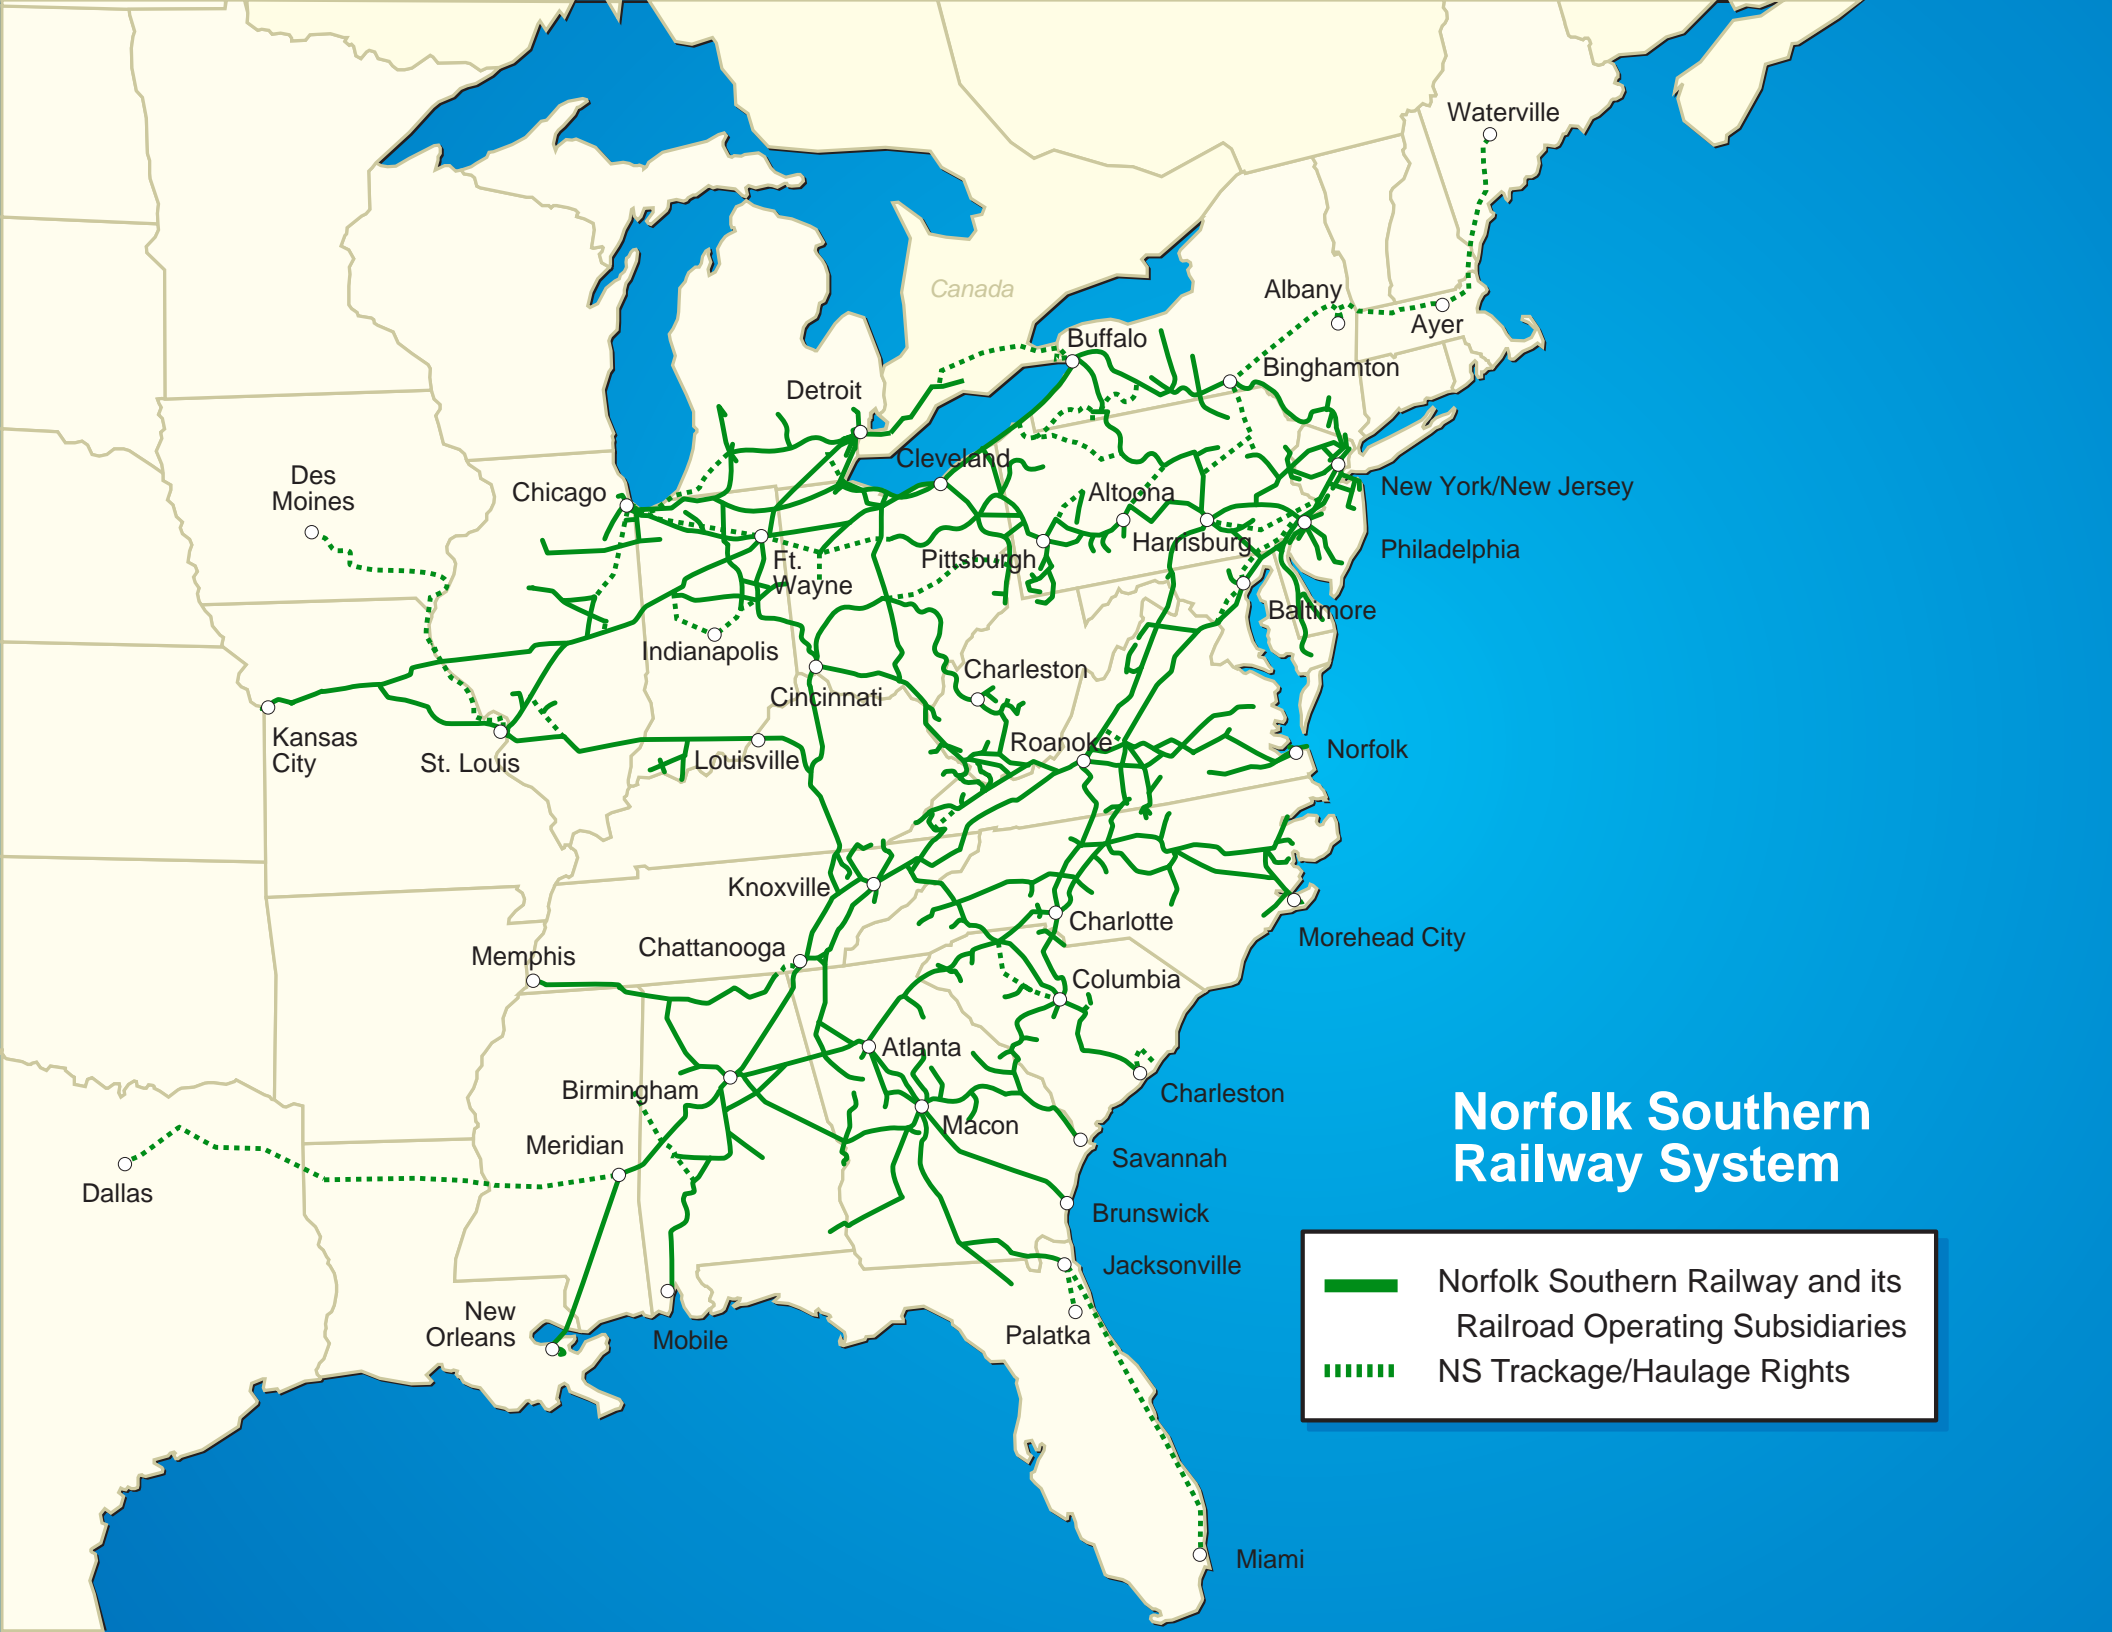 Waterville
Canada
Albany
Ayer
Buffalo
Binghamton
Detroit
Cleveland
Des
Moines
Chicago
Altoona
New York/New Jersey
Harrisburg
Philadelphia
Pittsburgh
Ft.
Wayne
Baltimore
Indianapolis
Charleston
Cincinnati
Kansas
City
Roanoke
Norfolk
St. Louis
Louisville
Knoxville
Charlotte
Morehead City
Chattanooga
Memphis
Columbia
Atlanta
Birmingham
Charleston
Macon
Meridian
Savannah
Dallas
Brunswick
Jacksonville
New
Orleans
Mobile
Palatka
Miami
Norfolk Southern
Railway System
Norfolk Southern Railway and its
Railroad Operating Subsidiaries
NS Trackage/Haulage Rights